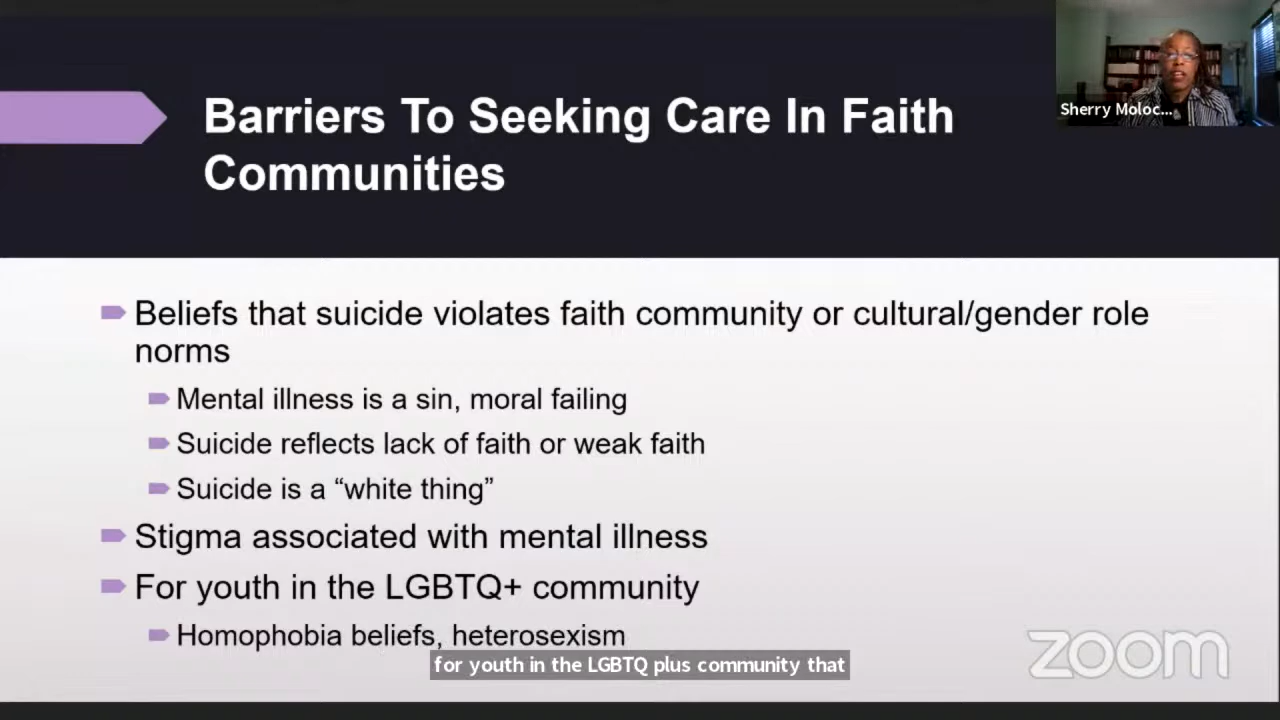 Sherry Moloc...
Barriers To Seeking Care In Faith
Communities
Beliefs that suicide violates faith community or cultural/gender role
norms
Mental illness is a sin, moral failing
Suicide reflects lack of faith or weak faith
Suicide is a “white thing”
Stigma associated with mental illness
For youth in the LGBTQ+ community
Homophobia beliefs, heterosexism
for youth in the LGBTQ plus community that
zoom